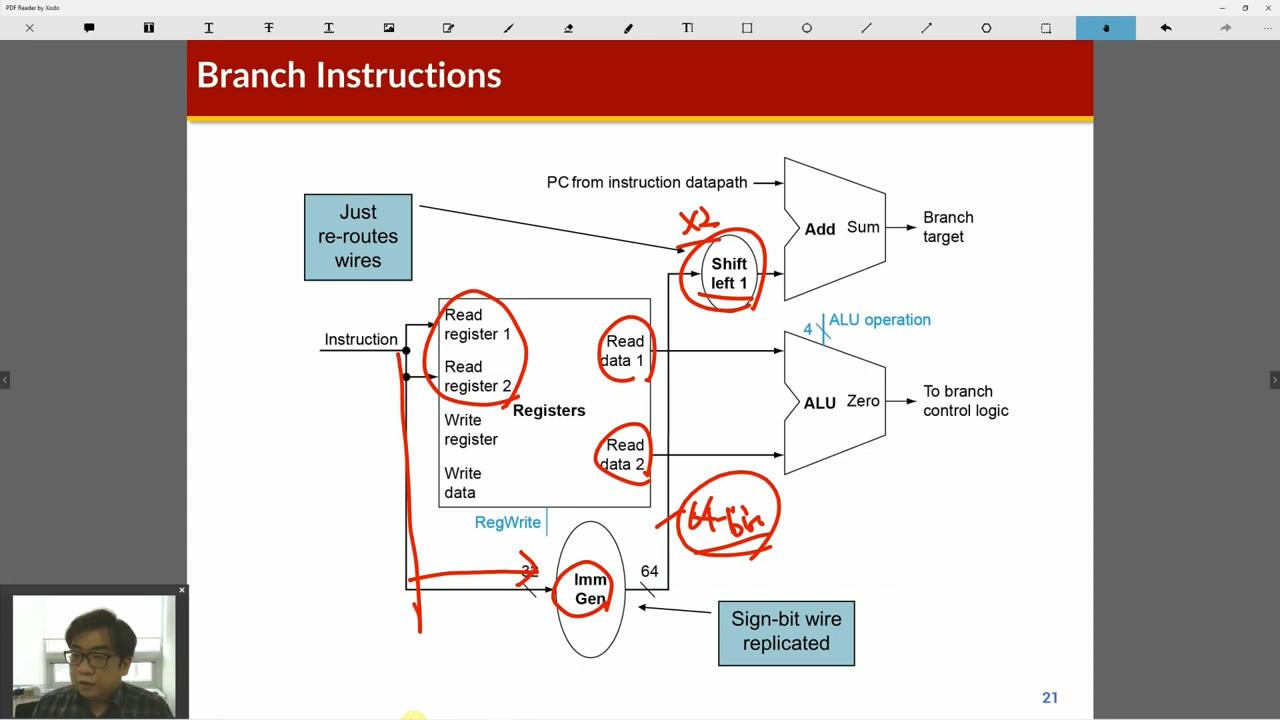 PDF Reader by Xodo
Branch Instructions
PC from instruction datapath
Just
re-routes
wires
X2
Shift
left 1
Add Sum
Branch
target
Instruction
Read
register 1
Read
register 2
Write
register
Write
data
Registers
Read
data 1
Read
data 2
4
ALU operation
ALU Zero
To branch
control logic
RegWrite
64-bit
32
Imm
Gen
64
Sign-bit wire
replicated
21